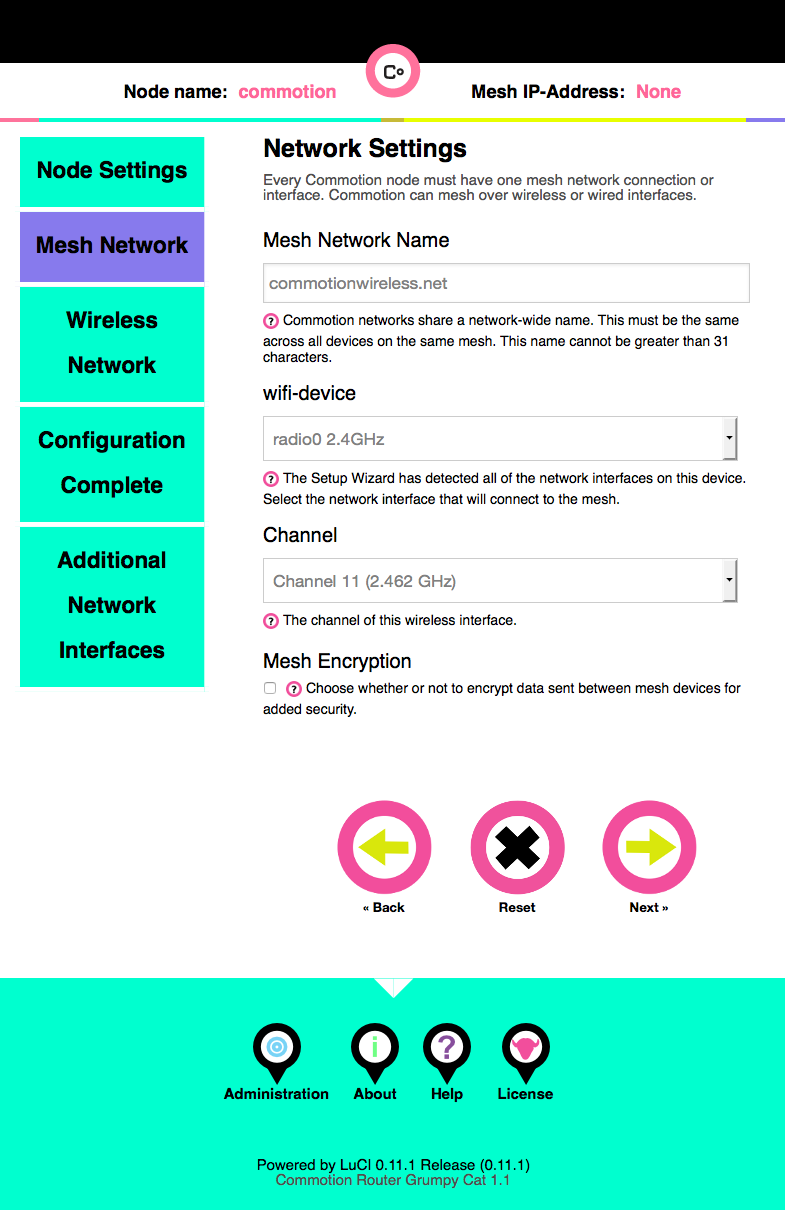 Co
Node name: commotion
Mesh IP-Address: None
Node Settings
Mesh Network
Wireless
Network
Configuration
Complete
Additional
Network
Interfaces
Network Settings
Every Commotion node must have one mesh network connection or
interface. Commotion can mesh over wireless or wired interfaces.
Mesh Network Name
commotionwireless.net
? Commotion networks share a network-wide name. This must be the same
across all devices on the same mesh. This name cannot be greater than 31
characters.
wifi-device
radio0 2.4GHz
? The Setup Wizard has detected all of the network interfaces on this device.
Select the network interface that will connect to the mesh.
Channel
Channel 11 (2.462 GHz)
? The channel of this wireless interface.
Mesh Encryption
? Choose whether or not to encrypt data sent between mesh devices for
added security.
« Back
Reset
Next »
i
?
Administration
About
Help
License
Powered by LuCI 0.11.1 Release (0.11.1)
Commotion Router Grumpy Cat 1.1